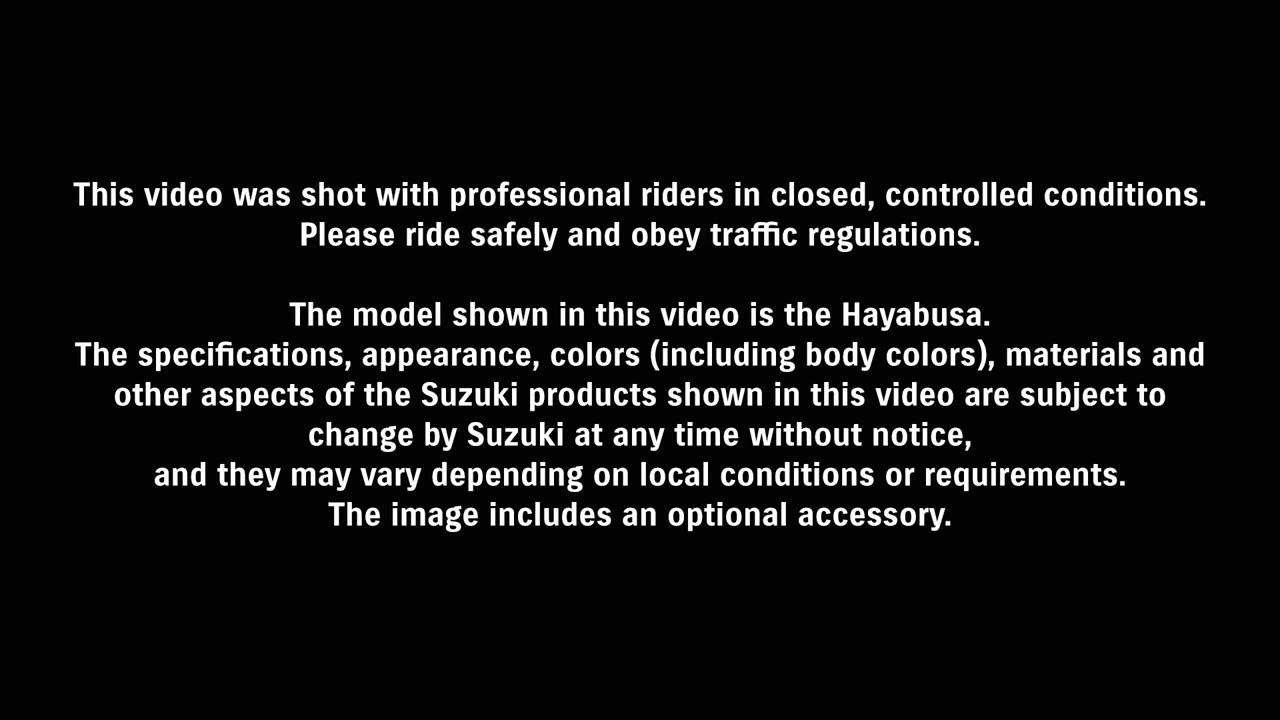 This video was shot with professional riders in closed, controlled conditions.
Please ride safely and obey traffic regulations.
The model shown in this video is the Hayabusa.
The specifications, appearance, colors (including body colors), materials and
other aspects of the Suzuki products shown in this video are subject to
change by Suzuki at any time without notice,
and they may vary depending on local conditions or requirements.
The image includes an optional accessory.